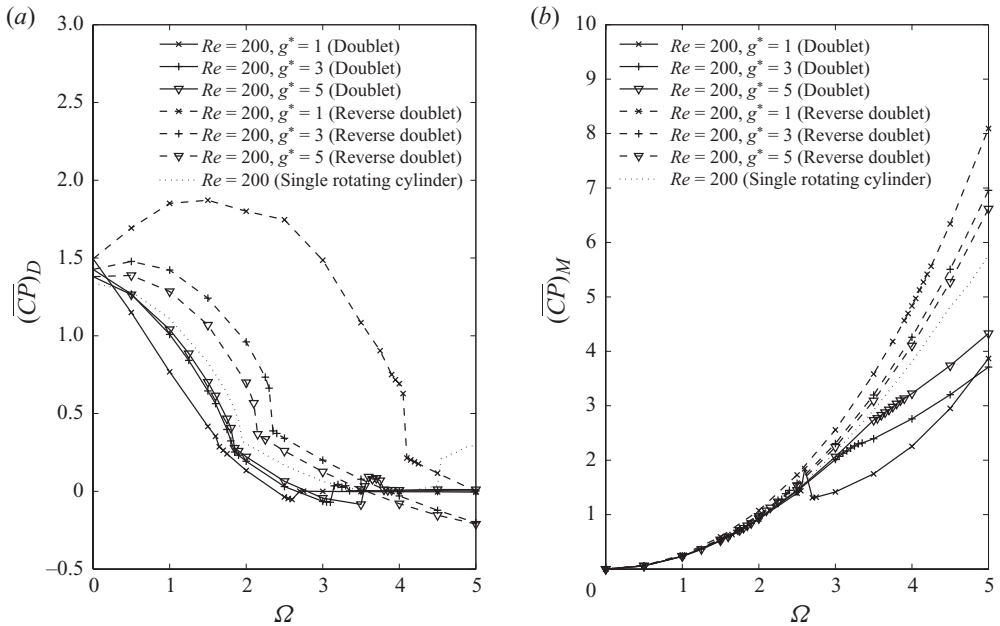 (a)
3.0
2.5
2.0
1.5
1.0
0.5
0
–0.5
(CP)D
Re = 200, g* = 1 (Doublet)
Re = 200, g* = 3 (Doublet)
Re = 200, g* = 5 (Doublet)
Re = 200, g* = 1 (Reverse doublet)
Re = 200, g* = 3 (Reverse doublet)
Re = 200, g* = 5 (Reverse doublet)
Re = 200 (Single rotating cylinder)
0 1 2 3 4 5
Ω
(b)
10
9
8
7
6
5
4
3
2
1
0
(CP)M
Re = 200, g* = 1 (Doublet)
Re = 200, g* = 3 (Doublet)
Re = 200, g* = 5 (Doublet)
Re = 200, g* = 1 (Reverse doublet)
Re = 200, g* = 3 (Reverse doublet)
Re = 200, g* = 5 (Reverse doublet)
Re = 200 (Single rotating cylinder)
1 2 3 4 5
Ω